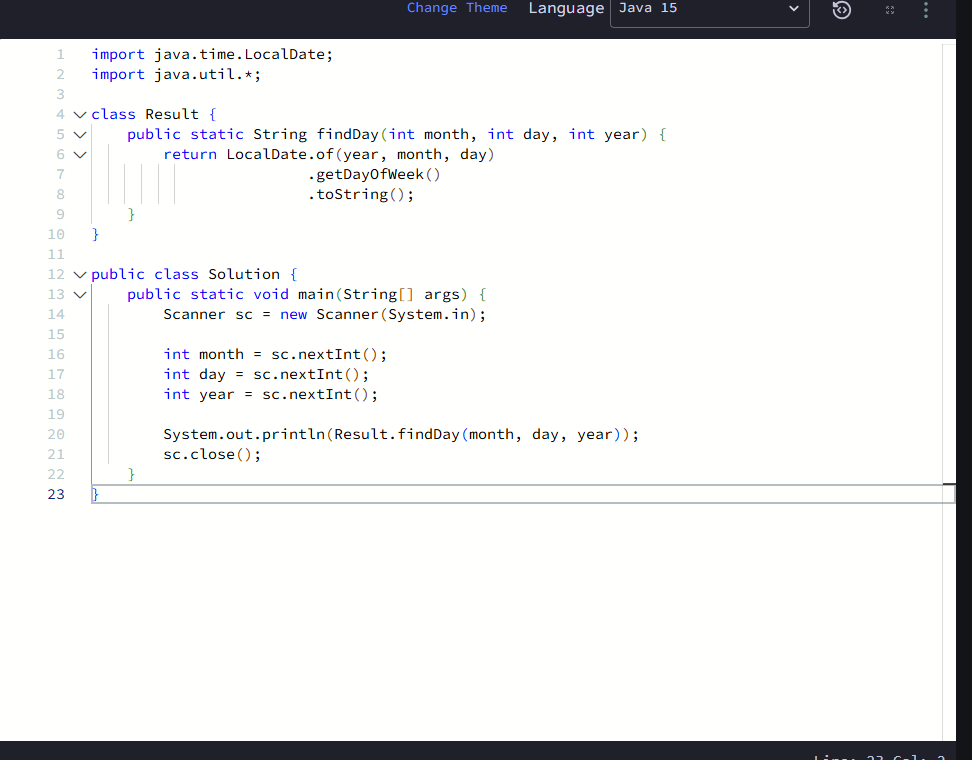 Change Theme Language Java 15
1 import java.time.LocalDate;
2 import java.util.*;
3
4 class Result {
5 public static String findDay(int month, int day, int year) {
6 return LocalDate.of(year, month, day)
7 .getDayOfWeek()
8 .toString();
9 }
10 }
11
12 public class Solution {
13 public static void main(String[] args) {
14 Scanner sc = new Scanner(System.in);
15
16 int month = sc.nextInt();
17 int day = sc.nextInt();
18 int year = sc.nextInt();
19
20 System.out.println(Result.findDay(month, day, year));
21 sc.close();
22 }
23 }
Line: 23 Col: 2